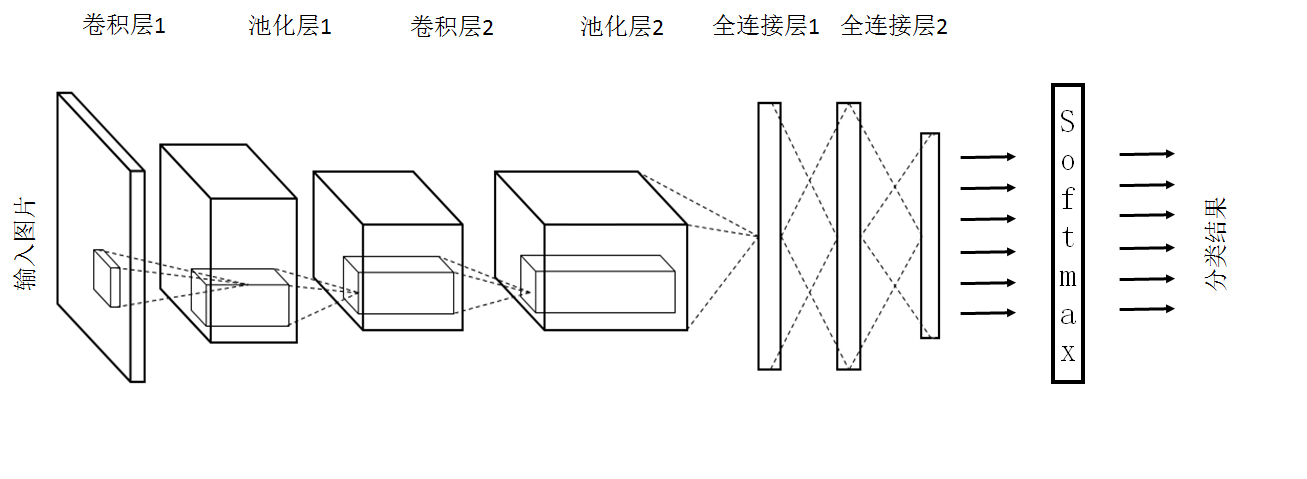 卷积层1
池化层1
卷积层2
池化层2
全连接层1
全连接层2
输入图片
Softmax
分类结果